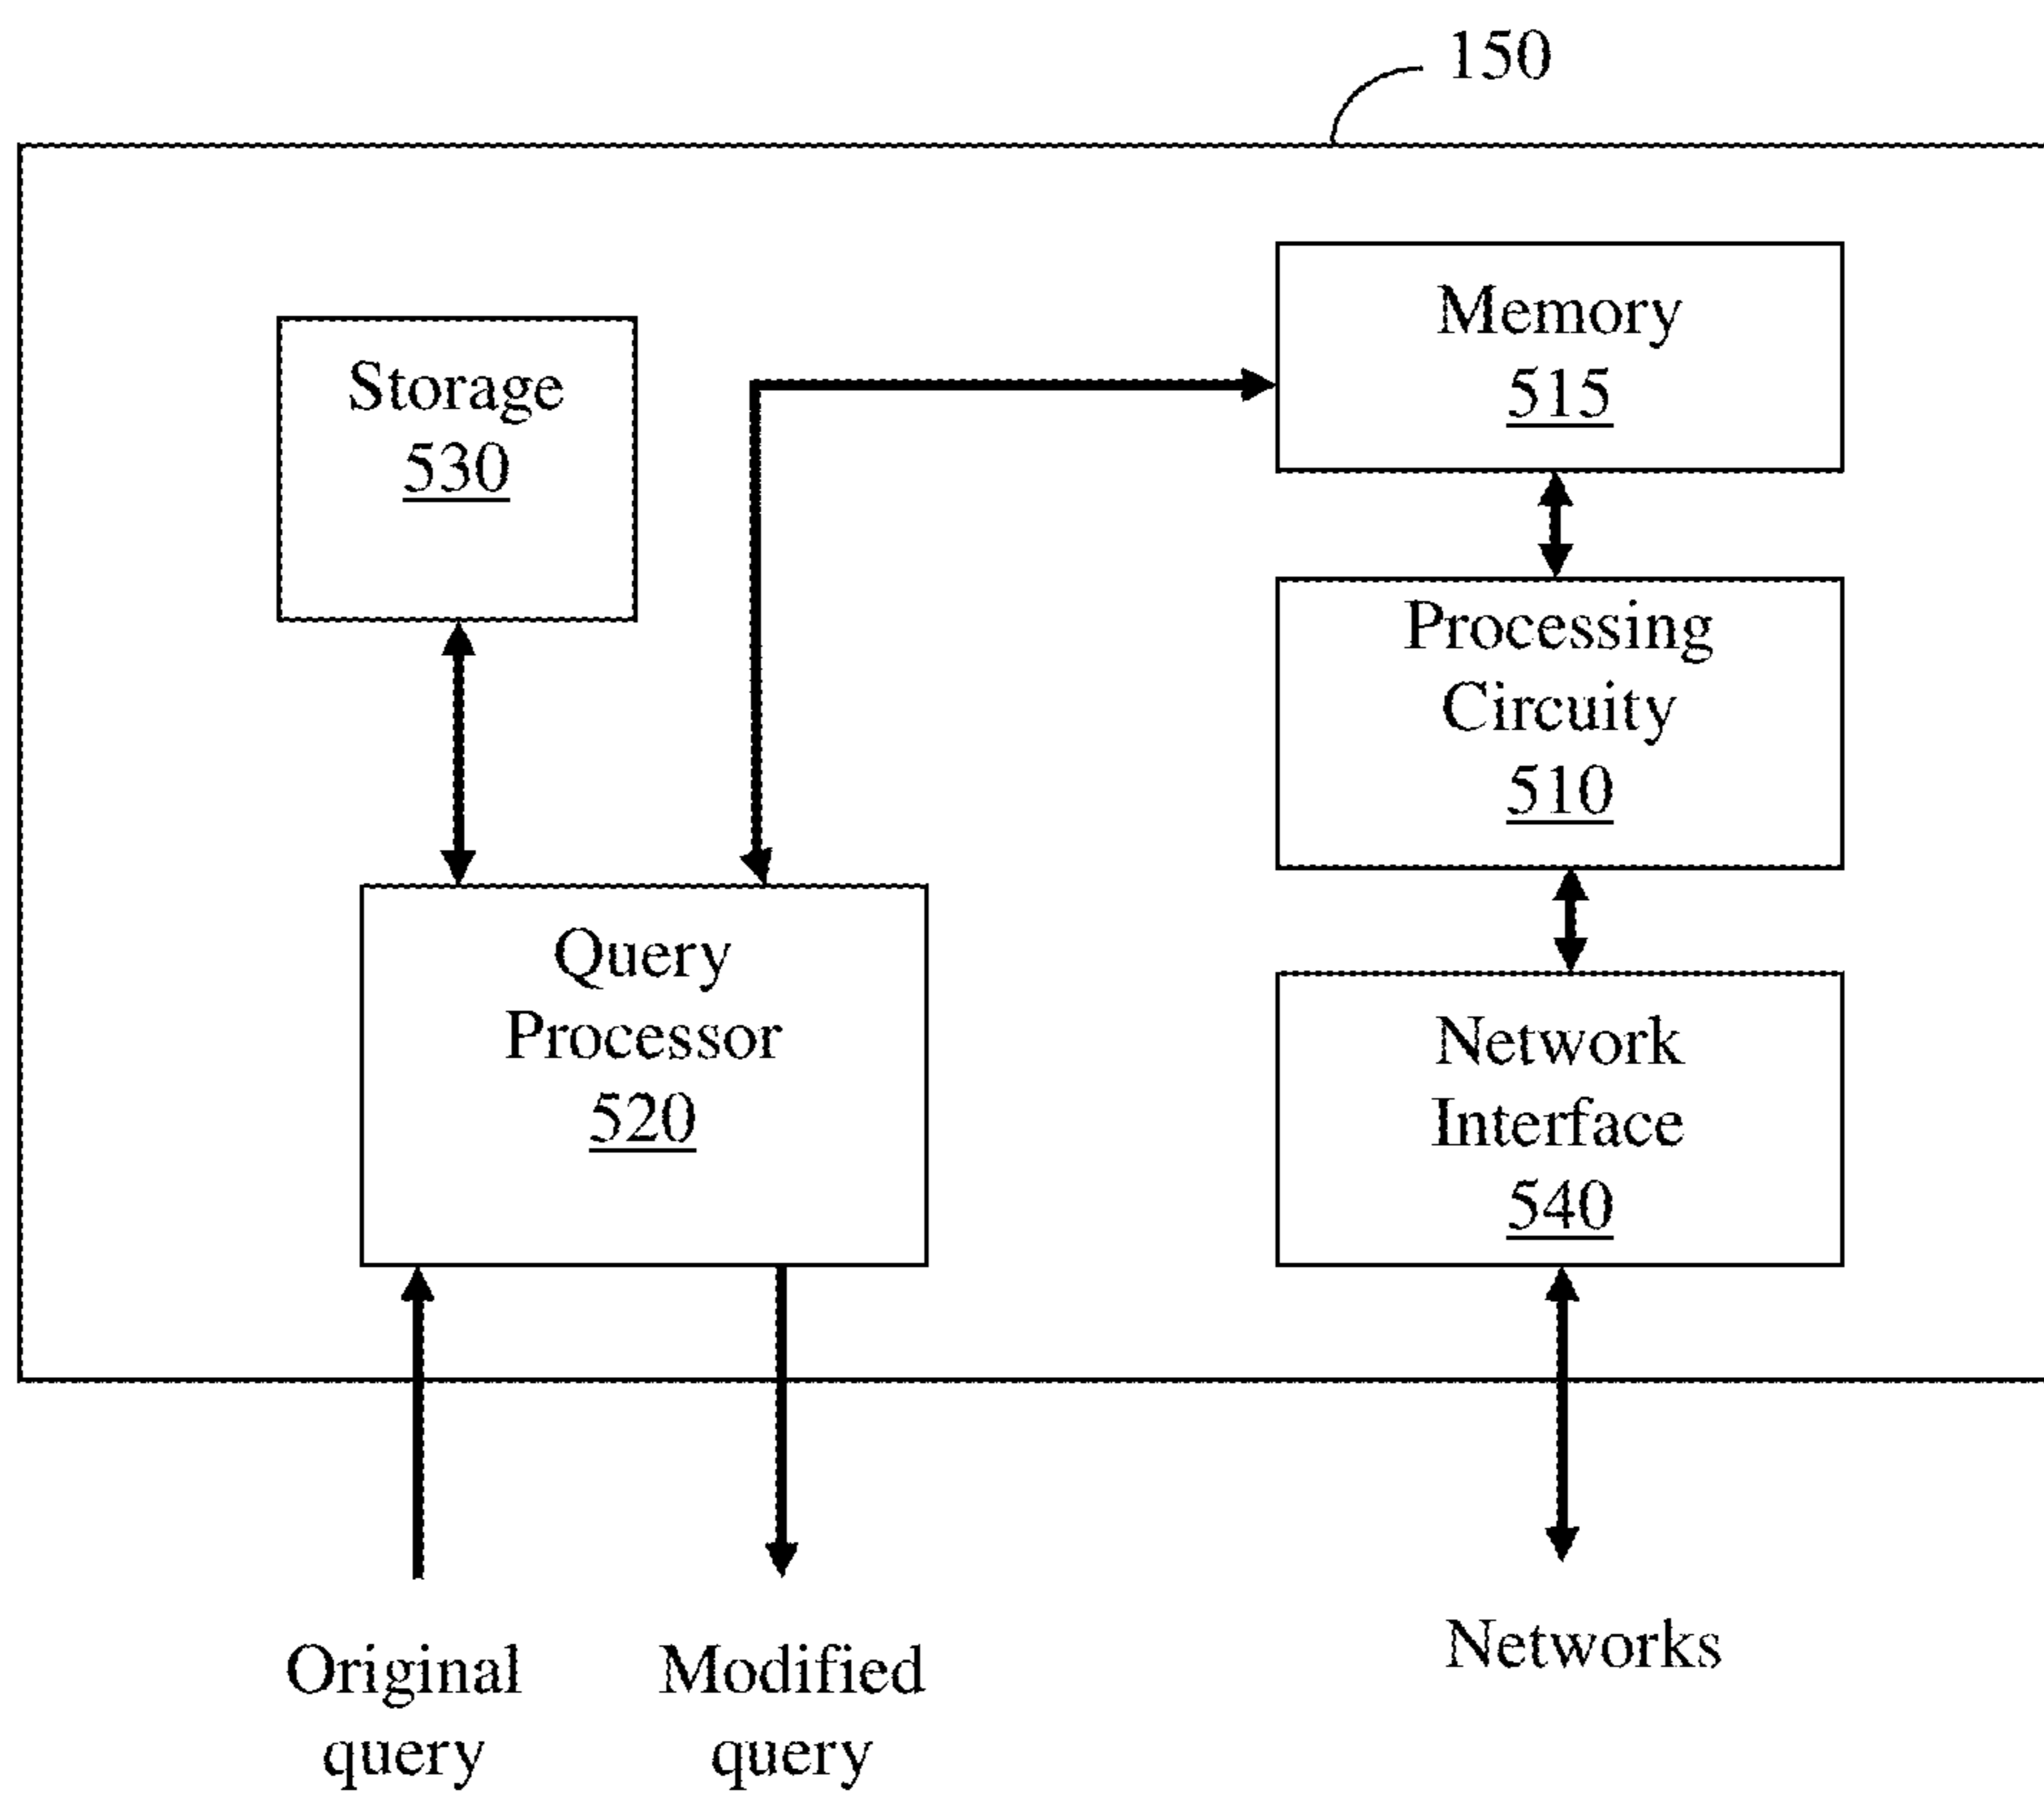 150
Storage
530
Memory
515
Processing
Circuity
510
Query
Processor
520
Network
Interface
540
Original
query
Modified
query
Networks